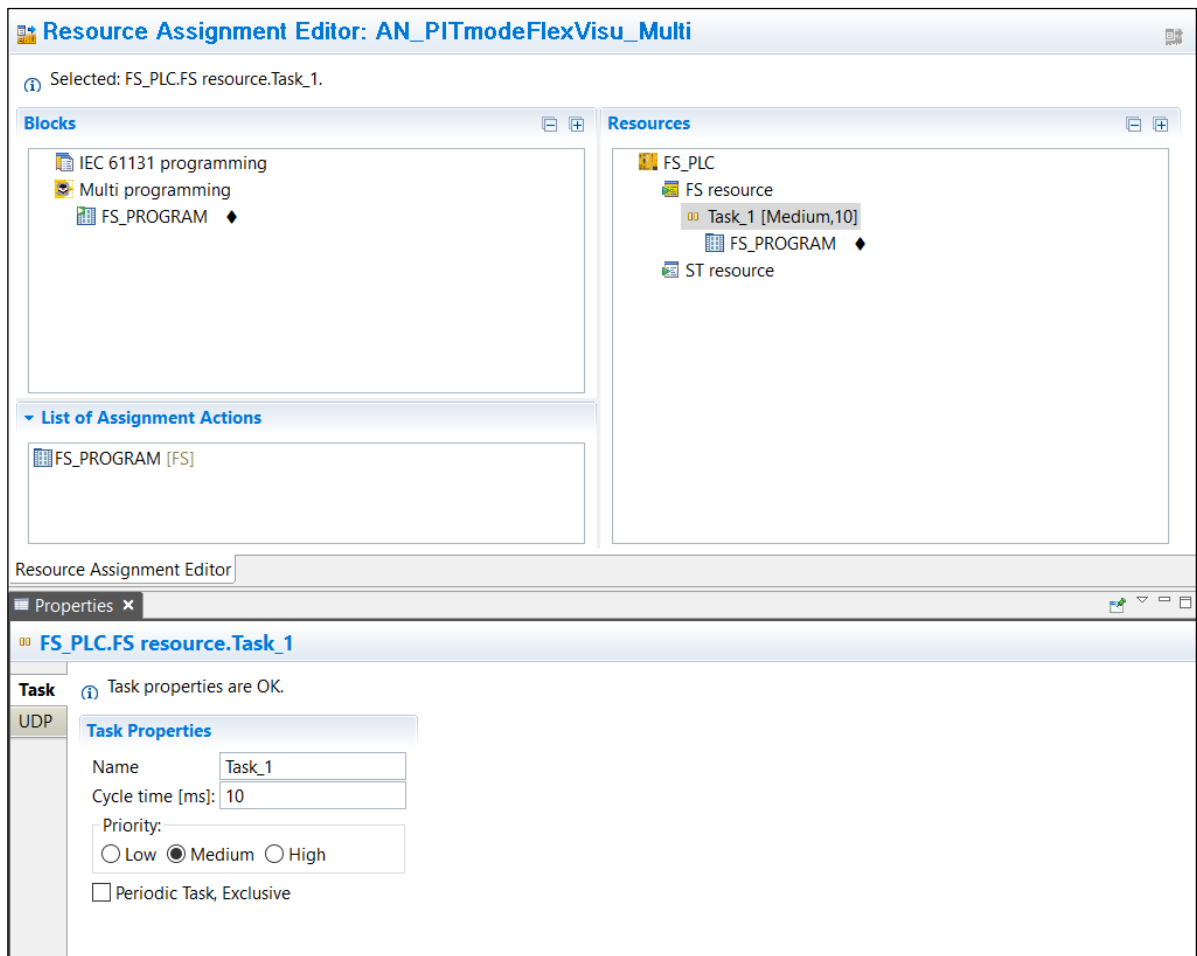 Resource Assignment Editor: AN_PITmodeFlexVisu_Multi
Selected: FS_PLC.FS resource.Task_1.
Blocks
IEC 61131 programming
Multi programming
FS_PROGRAM
List of Assignment Actions
FS_PROGRAM [FS]
Resources
FS_PLC
FS resource
Task_1 [Medium,10]
FS_PROGRAM
ST resource
Resource Assignment Editor
Properties
FS_PLC.FS resource.Task_1
Task
UDP
Task properties are OK.
Task Properties
Name Task_1
Cycle time [ms]: 10
Priority:
Low Medium High
Periodic Task, Exclusive